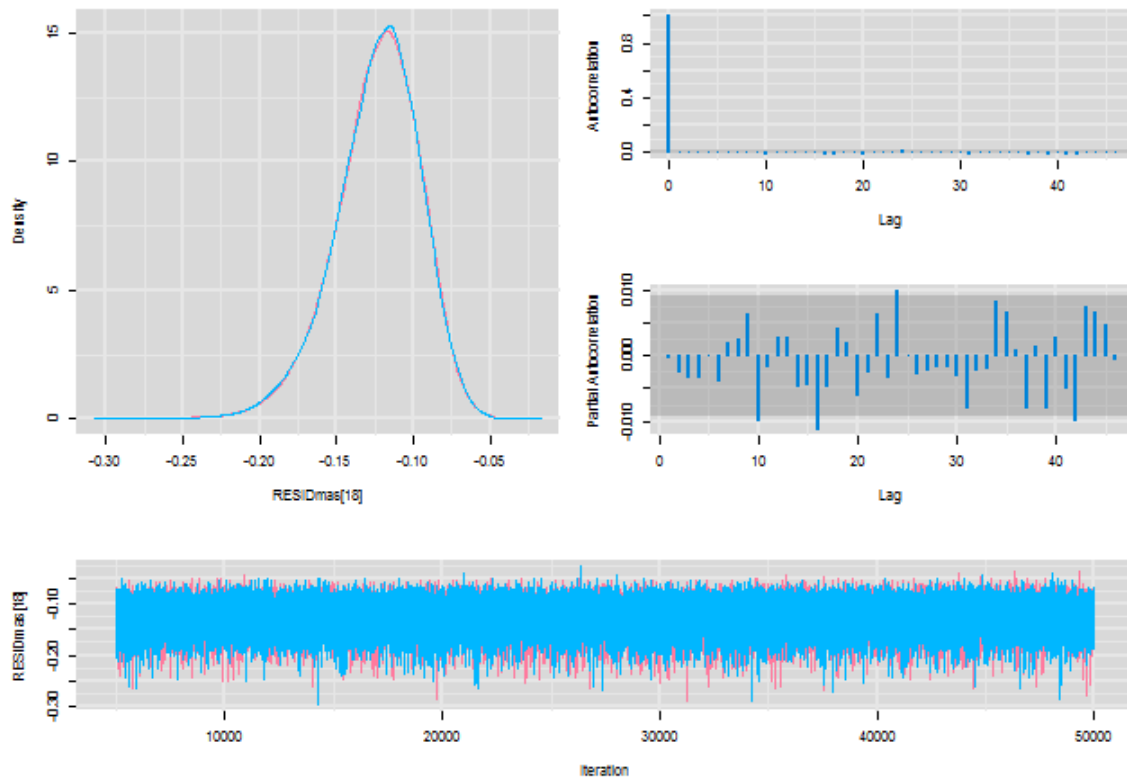 15
10
5
0
Density
-0.30 -0.25 -0.20 -0.15 -0.10 -0.05
RESIDmas[18]
0.8
0.4
0.0
Autocorrelation
0 10 20 30 40
Lag
0.010
0.000
-0.010
Partial Autocorrelation
0 10 20 30 40
Lag
-0.10
-0.20
-0.30
RESIDmas[18]
10000 20000 30000 40000 50000
Iteration